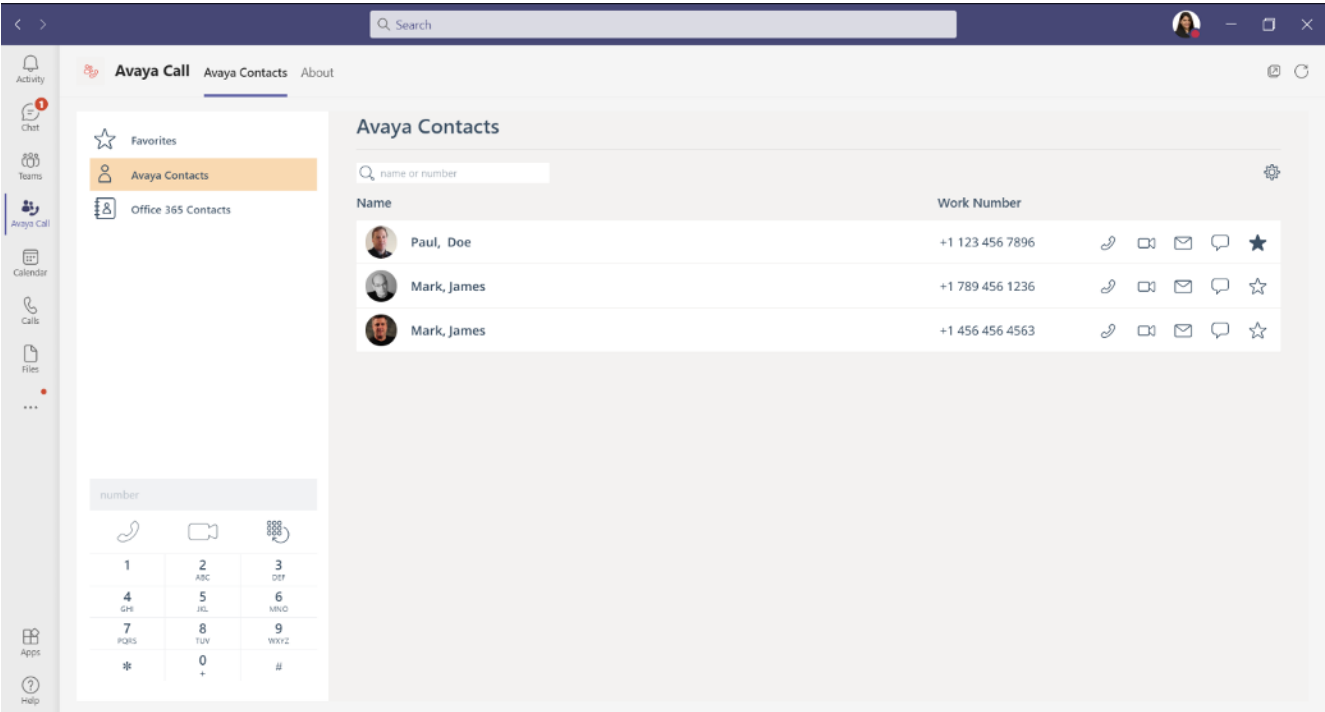 Search
Activity
1
Chat
Teams
Avaya Call
Calendar
Calls
Files
...
Apps
Help
Avaya Call Avaya Contacts About
Favorites
Avaya Contacts
Office 365 Contacts
number
1 2 3
ABC DEF
4 5 6
GHI JKL MNO
7 8 9
PQRS TUV WXYZ
* 0 #
+
Avaya Contacts
name or number
Name Work Number
Paul, Doe +1 123 456 7896
Mark, James +1 789 456 1236
Mark, James +1 456 456 4563